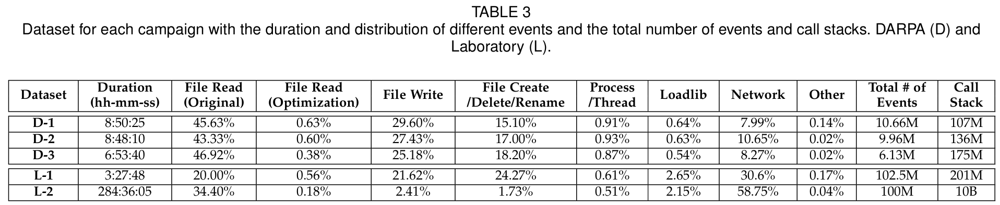 TABLE 3
Dataset for each campaign with the duration and distribution of different events and the total number of events and call stacks. DARPA (D) and
Laboratory (L).
Dataset Duration (hh-mm-ss) File Read (Original) File Read (Optimization) File Write File Create /Delete/Rename Process /Thread Loadlib Network Other Total # of Events Call Stack
D-1 8:50:25 45.63% 0.63% 29.60% 15.10% 0.91% 0.64% 7.99% 0.14% 10.66M 107M
D-2 8:48:10 43.33% 0.60% 27.43% 17.00% 0.93% 0.63% 10.65% 0.02% 9.96M 136M
D-3 6:53:40 46.92% 0.38% 25.18% 18.20% 0.87% 0.54% 8.27% 0.02% 6.13M 175M
L-1 3:27:48 20.00% 0.56% 21.62% 24.27% 0.61% 2.65% 30.6% 0.17% 102.5M 201M
L-2 284:36:05 34.40% 0.18% 2.41% 1.73% 0.51% 2.15% 58.75% 0.04% 100M 10B